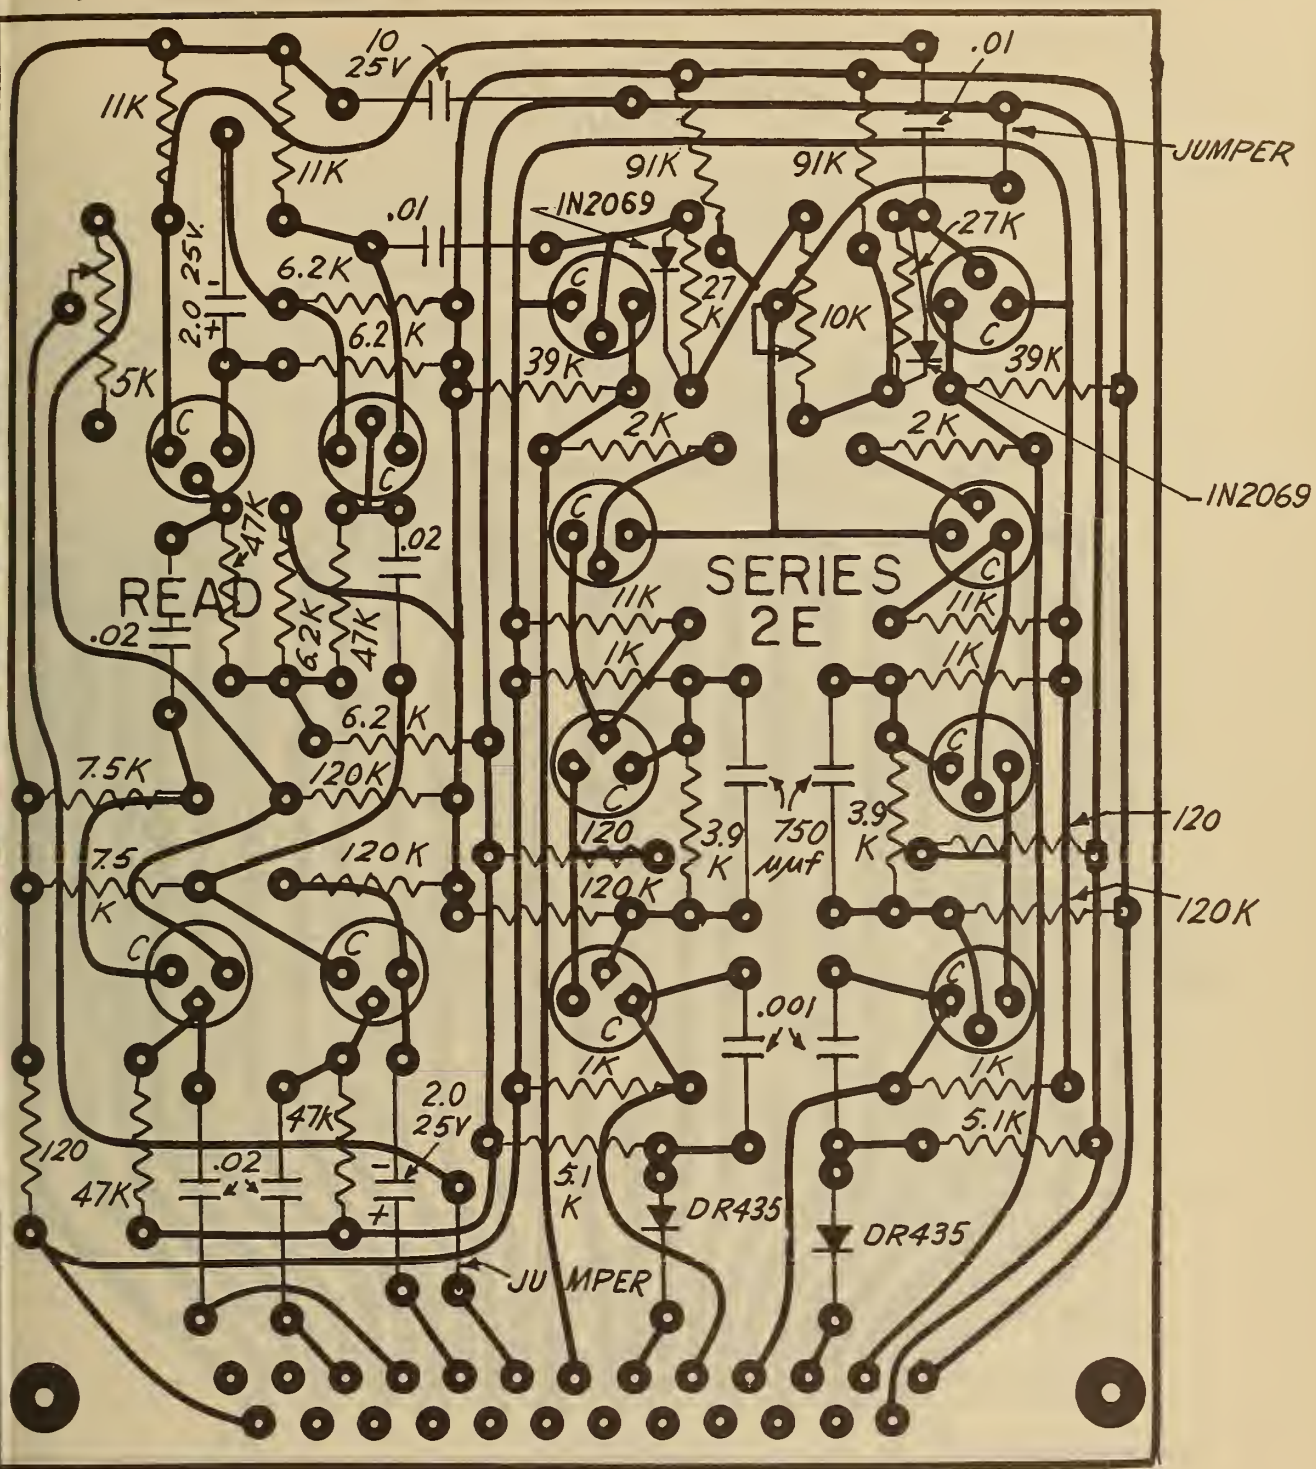 10
25V
.01
11K
11K
JUMPER
91K
91K
IN2069
.01
27K
2.0 25V.
-
+
6.2K
6.2 K
C
27
K
10K
C
5K
39K
39K
C
C
2K
2K
IN2069
47K
.02
C
C
SERIES
2E
READ
.02
6.2K
47K
11K
11K
1K
1K
6.2 K
7.5K
120K
C
C
120
3.9
K
750
µµf
3.9
K
120
7.5
K
120K
120K
120K
C
C
C
C
.001
1K
1K
2.0
25V
47K
5.1K
120
.02
47K
-
+
5.1
K
DR435
DR435
JUMPER